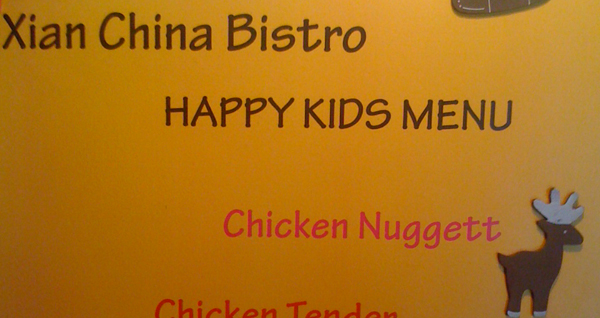 Xian China Bistro
HAPPY KIDS MENU
Chicken Nuggett
Chicken Tender